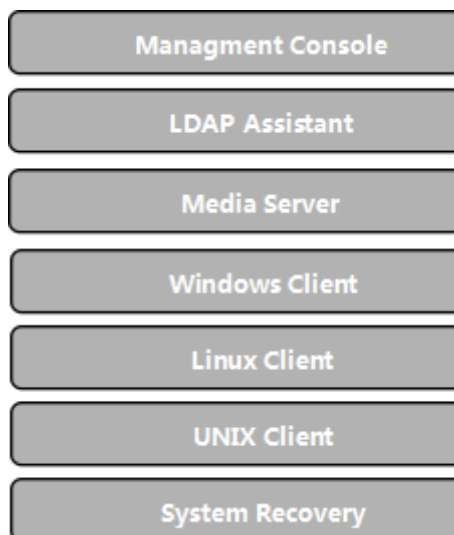 Managment Console
LDAP Assistant
Media Server
Windows Client
Linux Client
UNIX Client
System Recovery